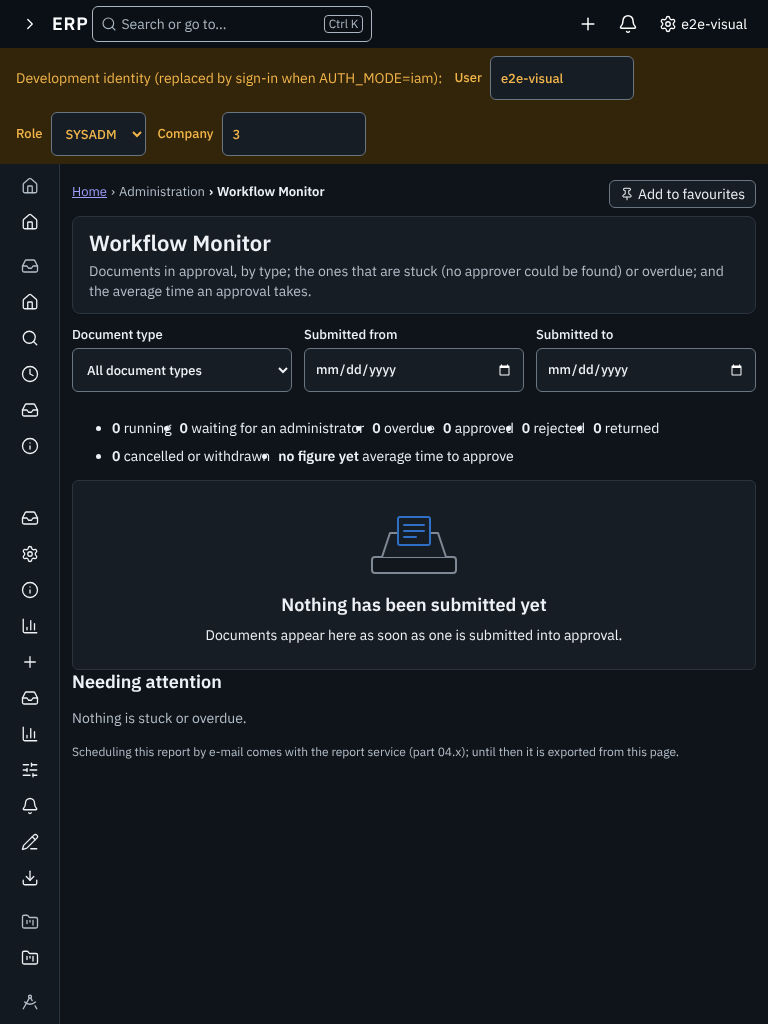 ERP
Search or go to...
Ctrl K
e2e-visual
Development identity (replaced by sign-in when AUTH_MODE=iam):
User
e2e-visual
Role
SYSADM
Company
3
Home › Administration › Workflow Monitor
Add to favourites
Workflow Monitor
Documents in approval, by type; the ones that are stuck (no approver could be found) or overdue; and
the average time an approval takes.
Document type
Submitted from
Submitted to
All document types
mm/dd/yyyy
mm/dd/yyyy
• 0 running • 0 waiting for an administrator • 0 overdue • 0 approved • 0 rejected • 0 returned
• 0 cancelled or withdrawn • no figure yet average time to approve
Nothing has been submitted yet
Documents appear here as soon as one is submitted into approval.
Needing attention
Nothing is stuck or overdue.
Scheduling this report by e-mail comes with the report service (part 04.x); until then it is exported from this page.